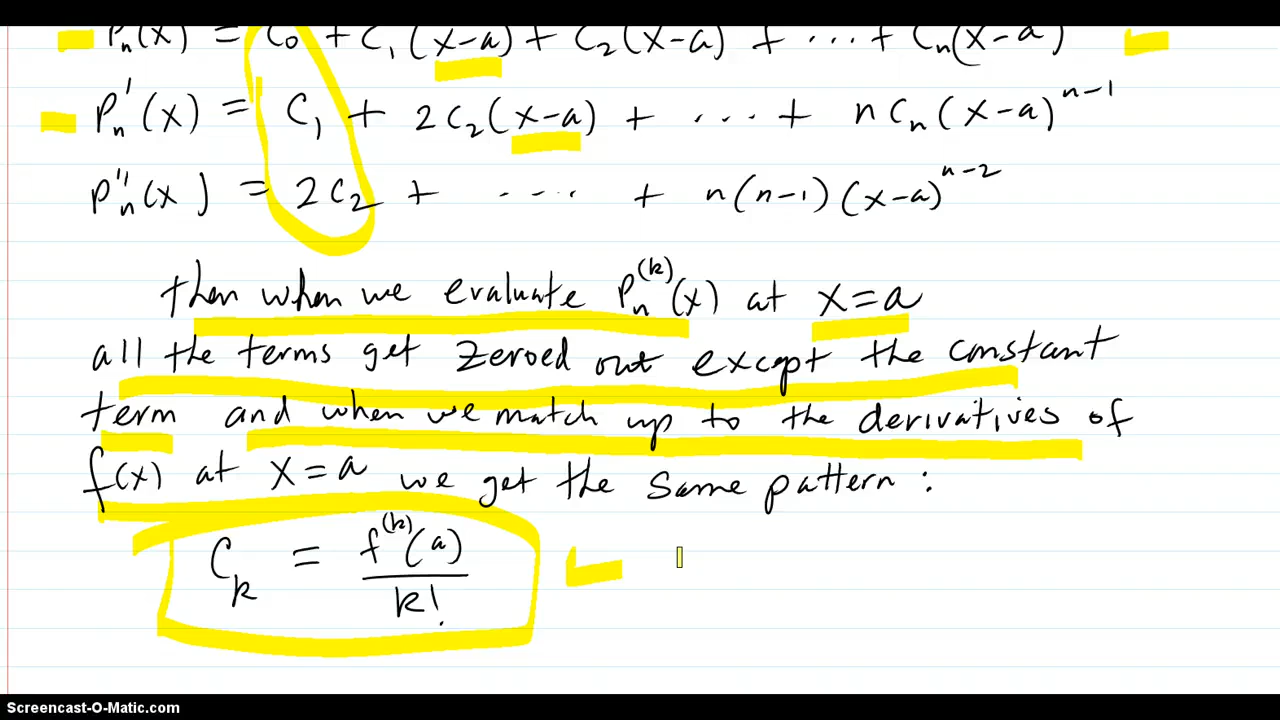 Pn(x) = C0 + C1(x-a) + C2(x-a) + ... + Cn(x-a)
Pn'(x) = C1 + 2C2(x-a) + ... + nCn(x-a)^n-1
Pn''(x) = 2C2 + ... + n(n-1)(x-a)^n-2
then when we evaluate Pn^(k)(x) at x=a
all the terms get zeroed out except the constant
term and when we match up to the derivatives of
f(x) at x=a we get the same pattern:
Ck = f^(k)(a) / k!
Screencast-O-Matic.com